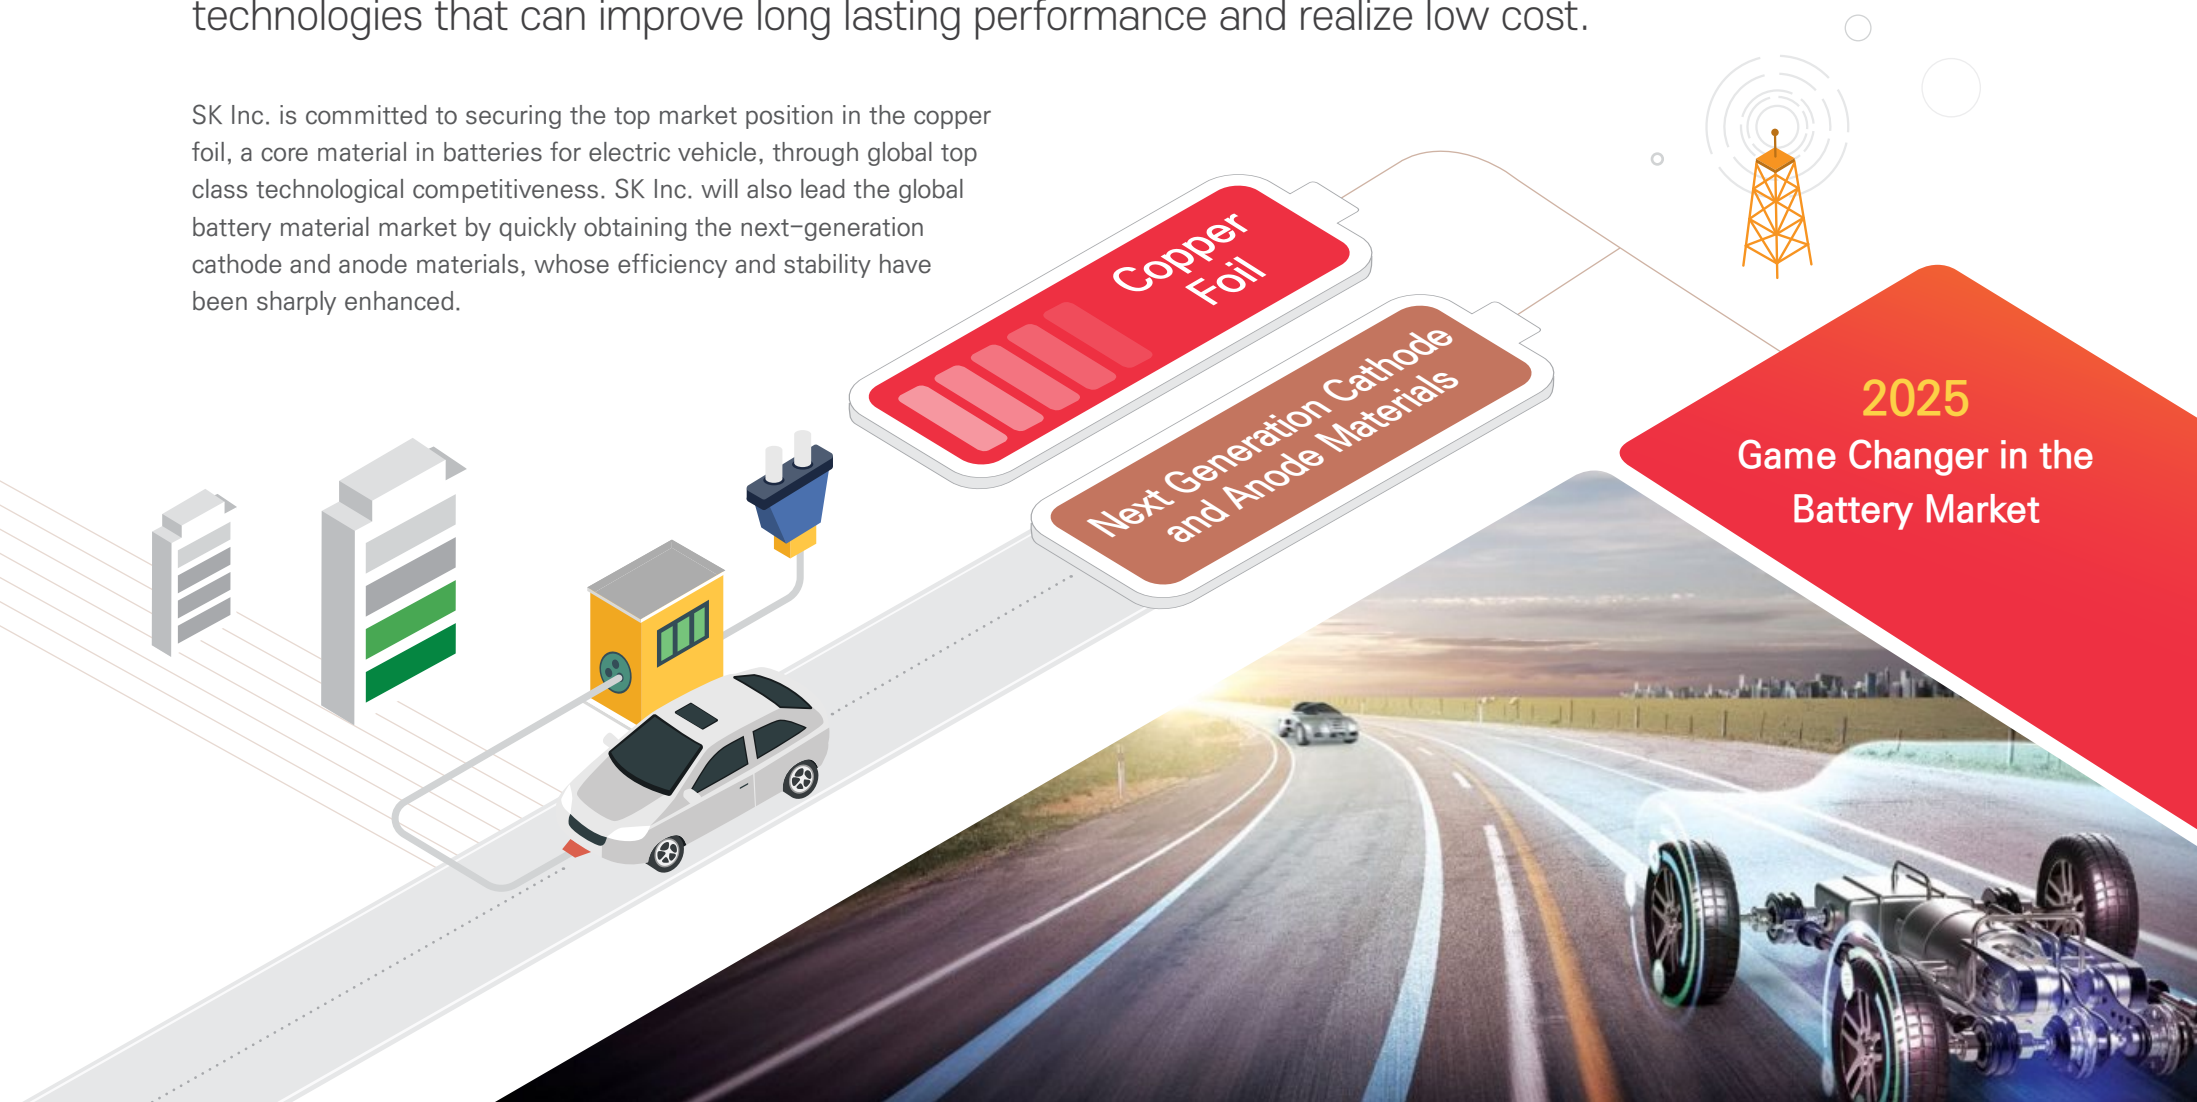 technologies that can improve long lasting performance and realize low cost.
SK Inc. is committed to securing the top market position in the copper
foil, a core material in batteries for electric vehicle, through global top
class technological competitiveness. SK Inc. will also lead the global
battery material market by quickly obtaining the next-generation
cathode and anode materials, whose efficiency and stability have
been sharply enhanced.
Copper
Foil
Next Generation Cathode
and Anode Materials
2025
Game Changer in the
Battery Market